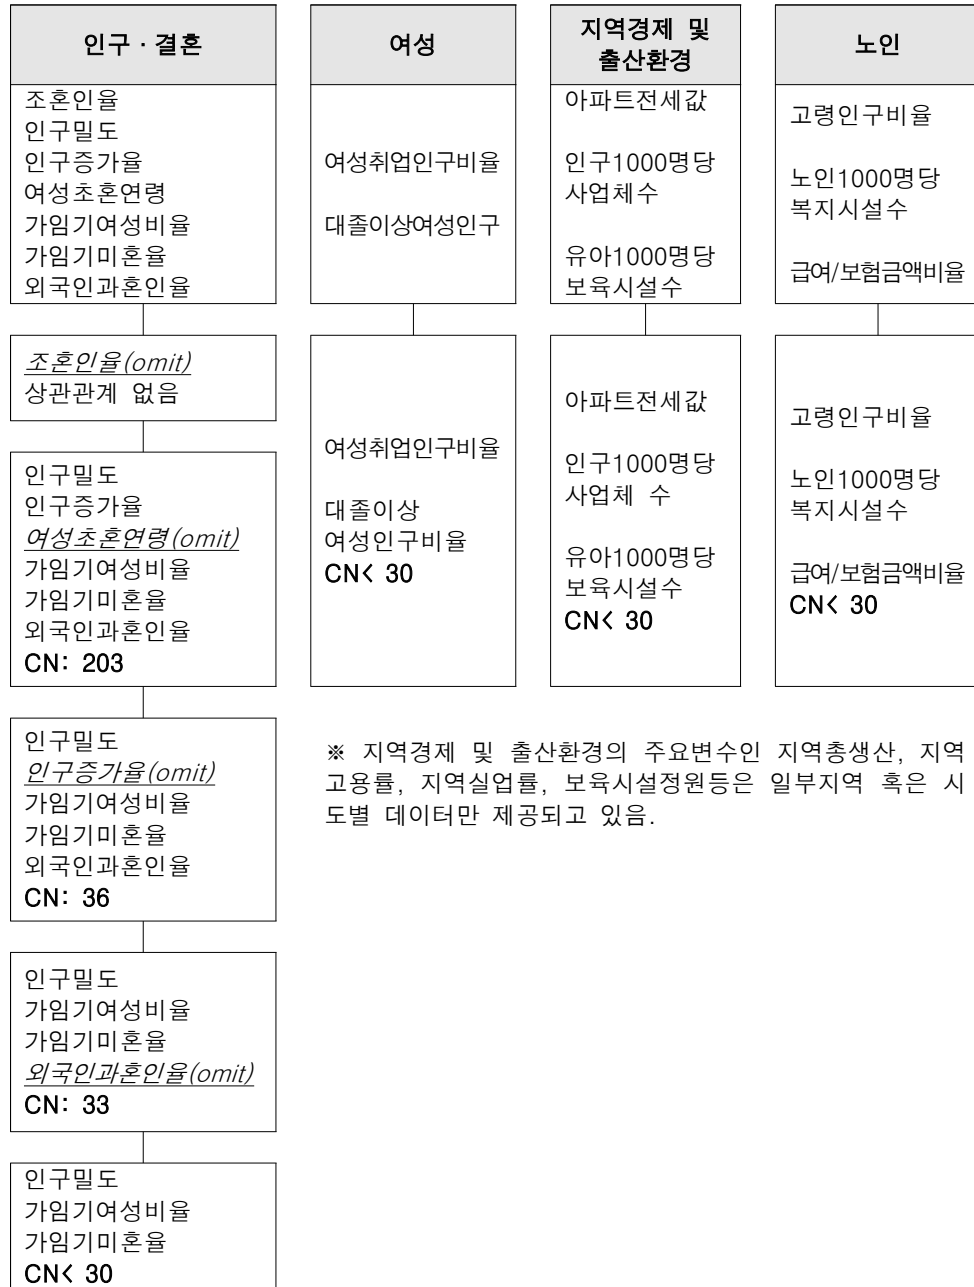 인구 · 결혼
조혼인율
인구밀도
인구증가율
여성초혼연령
가임기여성비율
가임기미혼율
외국인과혼인율
조혼인율(omit)
상관관계 없음
인구밀도
인구증가율
여성초혼연령(omit)
가임기여성비율
가임기미혼율
외국인과혼인율
CN: 203
인구밀도
인구증가율(omit)
가임기여성비율
가임기미혼율
외국인과혼인율
CN: 36
인구밀도
가임기여성비율
가임기미혼율
외국인과혼인율(omit)
CN: 33
인구밀도
가임기여성비율
가임기미혼율
CN< 30
여성
여성취업인구비율
대졸이상여성인구
여성취업인구비율
대졸이상
여성인구비율
CN< 30
지역경제 및
출산환경
아파트전세값
인구1000명당
사업체수
유아1000명당
보육시설수
아파트전세값
인구1000명당
사업체 수
유아1000명당
보육시설수
CN< 30
노인
고령인구비율
노인1000명당
복지시설수
급여/보험금액비율
고령인구비율
노인1000명당
복지시설수
급여/보험금액비율
CN< 30
※ 지역경제 및 출산환경의 주요변수인 지역총생산, 지역
고용률, 지역실업률, 보육시설정원등은 일부지역 혹은 시
도별 데이터만 제공되고 있음.